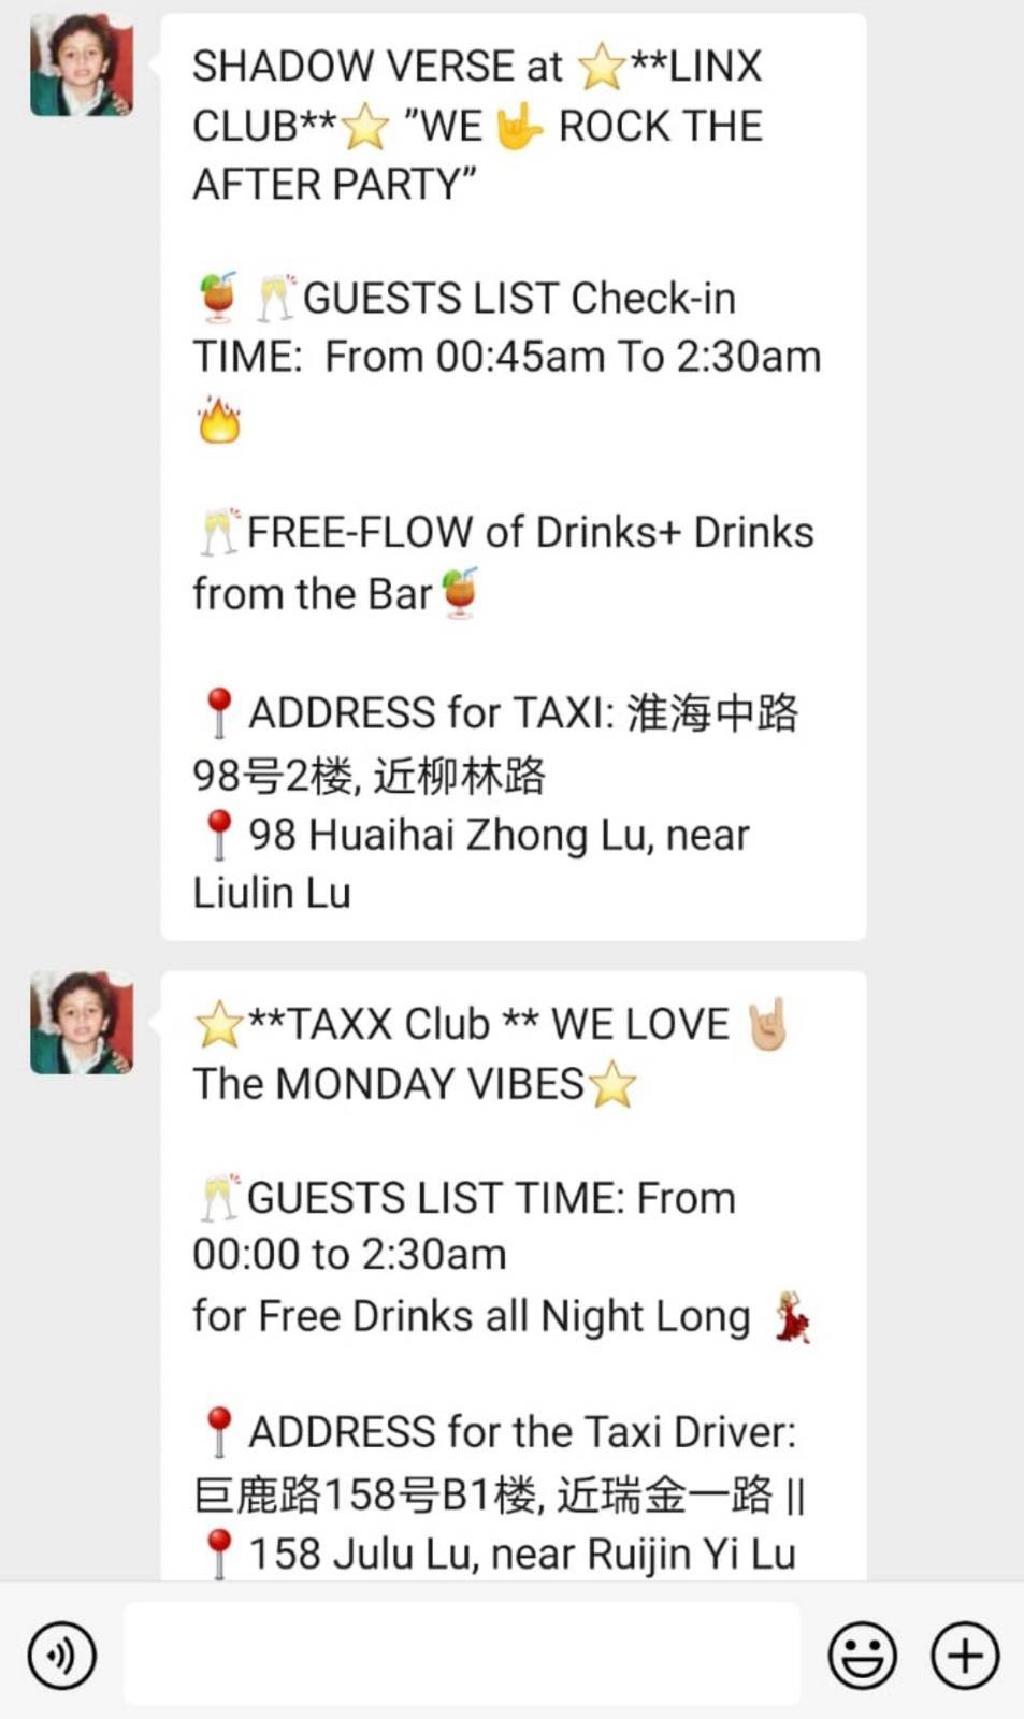 SHADOW VERSE at ⭐**LINX
CLUB**⭐ "WE 🤟 ROCK THE
AFTER PARTY"
🍹 🥂GUESTS LIST Check-in
TIME:  From 00:45am To 2:30am
🔥
🥂FREE-FLOW of Drinks+ Drinks
from the Bar🍹
📍ADDRESS for TAXI: 淮海中路
98号2楼, 近柳林路
📍98 Huaihai Zhong Lu, near
Liulin Lu
⭐**TAXX Club ** WE LOVE 🤘🏼
The MONDAY VIBES⭐
🥂GUESTS LIST TIME: From
00:00 to 2:30am
for Free Drinks all Night Long 💃
📍ADDRESS for the Taxi Driver:
巨鹿路158号B1楼, 近瑞金一路 ||
📍158 Julu Lu, near Ruijin Yi Lu